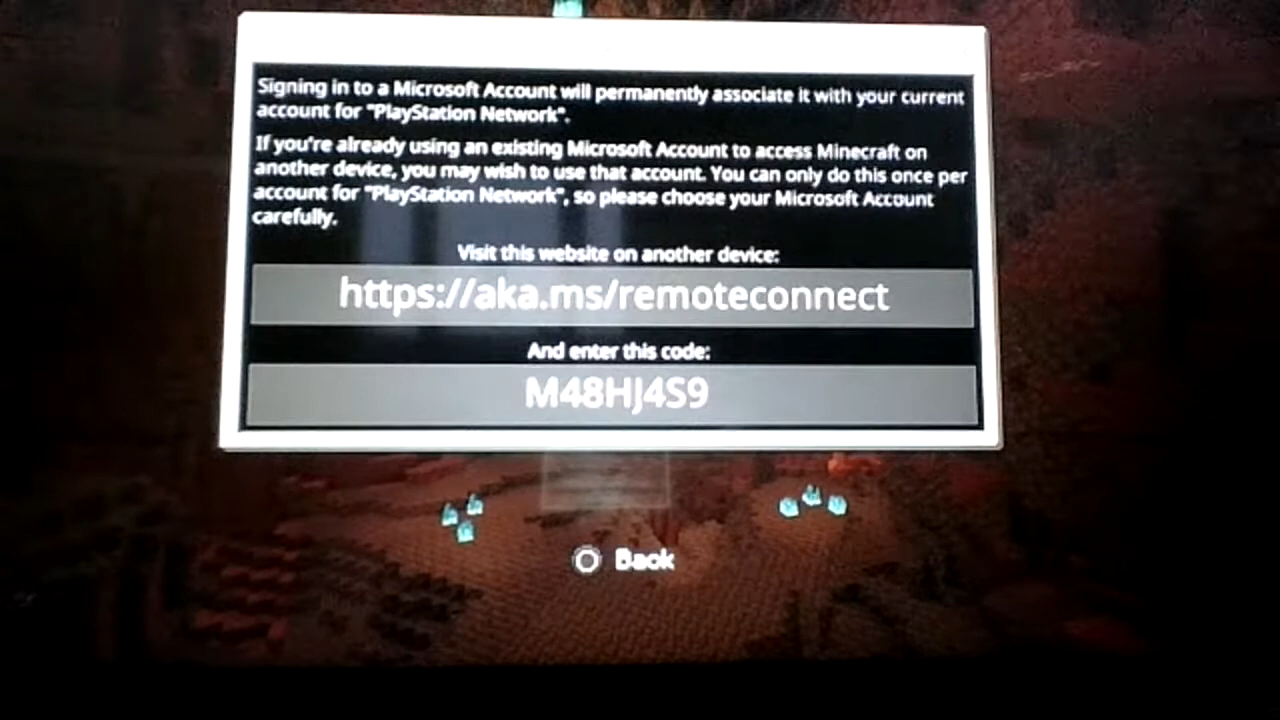 Signing in to a Microsoft Account will permanently associate it with your current
account for "PlayStation Network".
If you're already using an existing Microsoft Account to access Minecraft on
another device, you may wish to use that account. You can only do this once per
account for "PlayStation Network", so please choose your Microsoft Account
carefully.
Visit this website on another device:
https://aka.ms/remoteconnect
And enter this code:
M48HJ4S9
Back